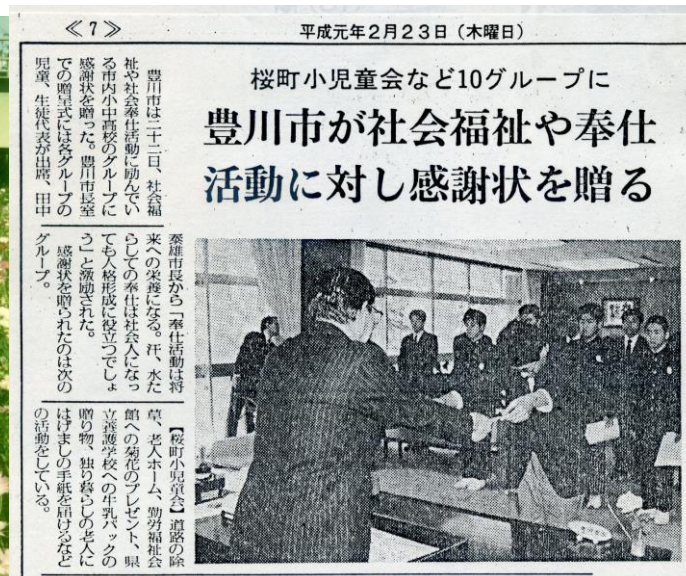 ≪7≫
平成元年2月23日（木曜日）
桜町小児童会など10グループに
豊川市が社会福祉や奉仕
活動に対し感謝状を贈る
豊川市は二十二日、社会福
祉や社会奉仕活動に励んでい
る市内小中高校のグループに
感謝状を贈った。豊川市長室
での贈呈式には各グループの
児童、生徒代表が出席、田中
泰雄市長から「奉仕活動は将
来への栄養になる。汗、水た
らしての奉仕は社会人になっ
ても人格形成に役立つでしょ
う」と激励された。
感謝状を贈られたのは次の
グループ。
【桜町小児童会】道路の除
草、老人ホーム、勤労福祉会
館への菊花のプレゼント、県
立養護学校への牛乳パックの
贈り物、独り暮らしの老人に
はげましの手紙を届けるなど
の活動をしている。